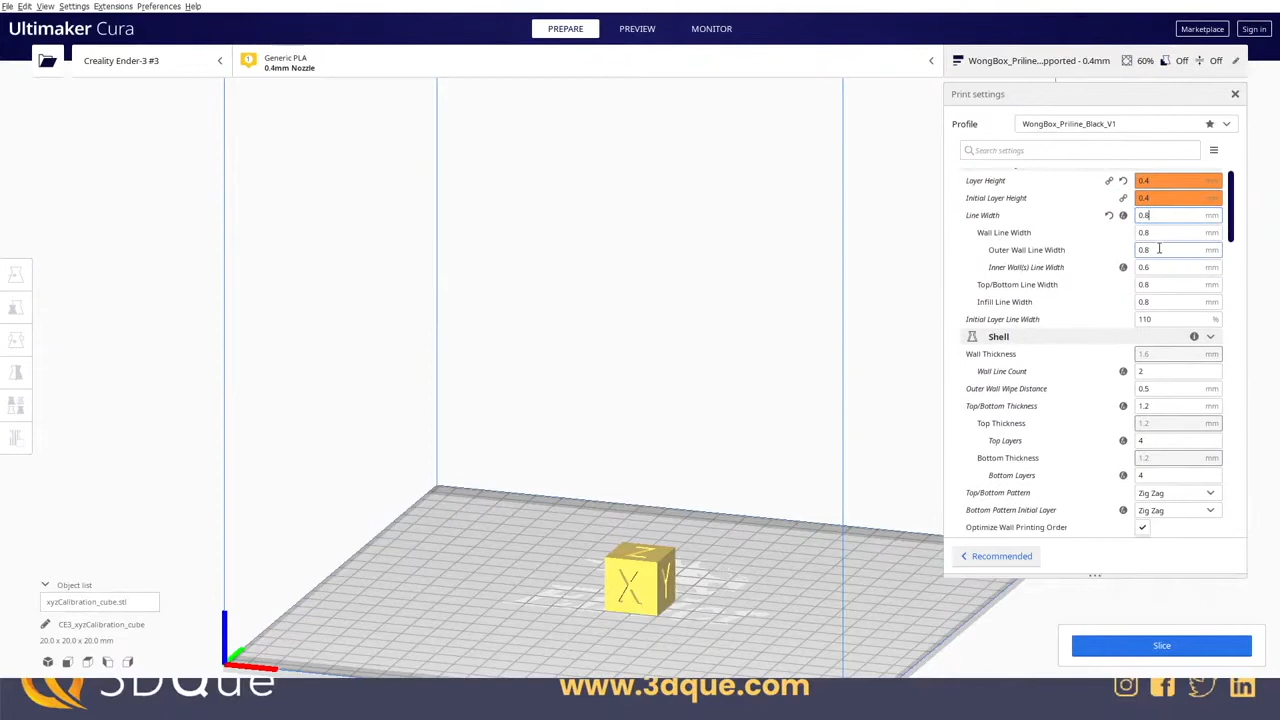 File Edit View Settings Extensions Preferences Help
Ultimaker Cura
PREPARE
PREVIEW
MONITOR
Marketplace
Sign in
Creality Ender-3 #3
1
Generic PLA
0.4mm Nozzle
WongBox_Priline...pported - 0.4mm
60%
Off
Off
Print settings
Profile
WongBox_Priline_Black_V1
Search settings
Layer Height 0.4 mm
Initial Layer Height 0.4 mm
Line Width 0.8 mm
Wall Line Width 0.8 mm
Outer Wall Line Width 0.8 mm
Inner Wall(s) Line Width 0.6 mm
Top/Bottom Line Width 0.8 mm
Infill Line Width 0.8 mm
Initial Layer Line Width 110 %
Shell
Wall Thickness 1.6 mm
Wall Line Count 2
Outer Wall Wipe Distance 0.5 mm
Top/Bottom Thickness 1.2 mm
Top Thickness 1.2 mm
Top Layers 4
Bottom Thickness 1.2 mm
Bottom Layers 4
Top/Bottom Pattern Zig Zag
Bottom Pattern Initial Layer Zig Zag
Optimize Wall Printing Order
Recommended
Z
X
Y
Object list
xyzCalibration_cube.stl
CE3_xyzCalibration_cube
20.0 x 20.0 x 20.0 mm
Slice
3DQue
www.3dque.com